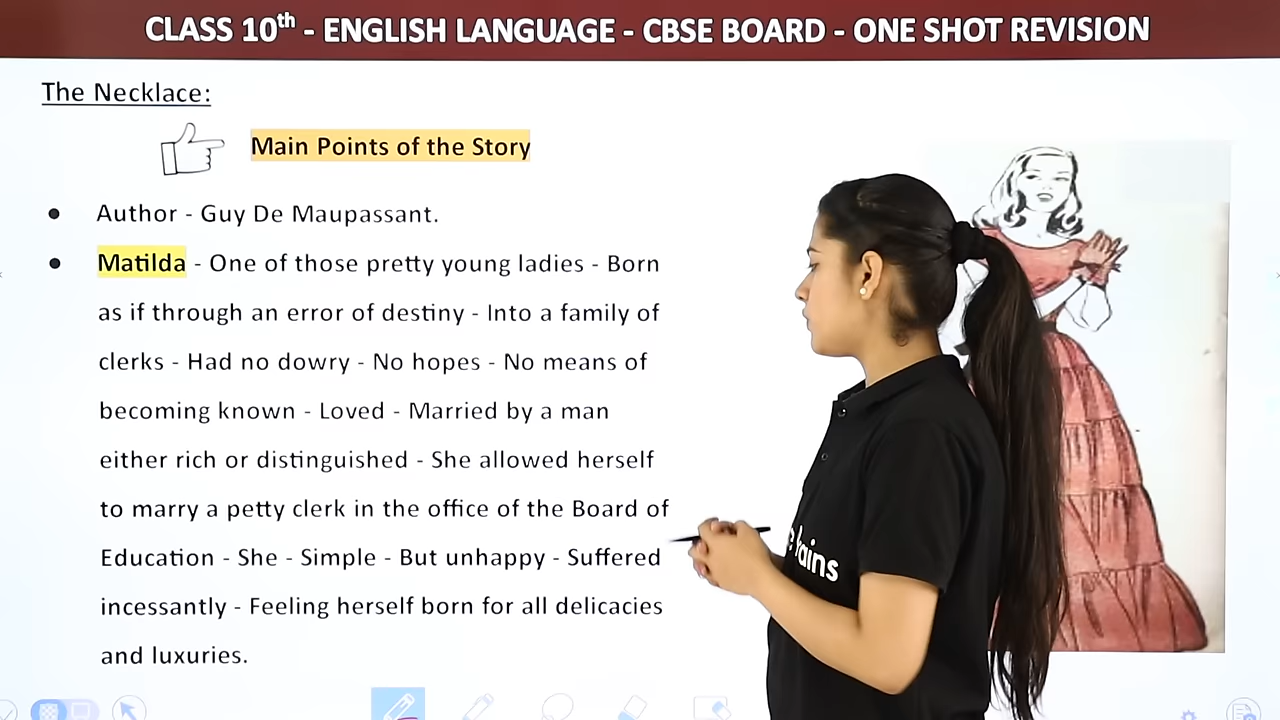 CLASS 10th - ENGLISH LANGUAGE - CBSE BOARD - ONE SHOT REVISION
The Necklace:
Main Points of the Story
● Author - Guy De Maupassant.
● Matilda - One of those pretty young ladies - Born
as if through an error of destiny - Into a family of
clerks - Had no dowry - No hopes - No means of
becoming known - Loved - Married by a man
either rich or distinguished - She allowed herself
to marry a petty clerk in the office of the Board of
Education - She - Simple - But unhappy - Suffered
incessantly - Feeling herself born for all delicacies
and luxuries.